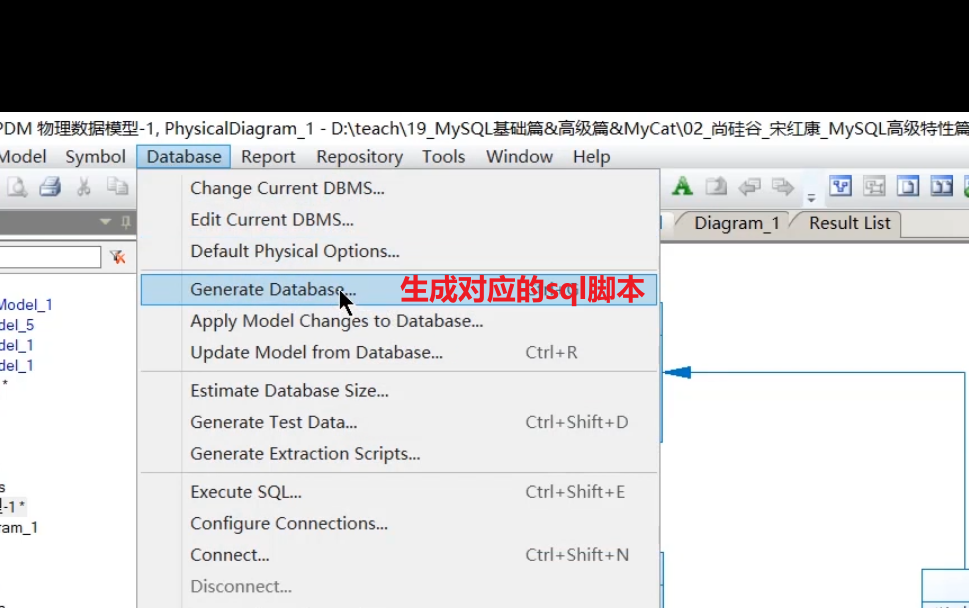 PDM 物理数据模型-1, PhysicalDiagram_1 - D:\teach\19_MySQL基础篇&高级篇&MyCat\02_尚硅谷_宋红康_MySQL高级特性篇
Model Symbol Database Report Repository Tools Window Help
Change Current DBMS...
Edit Current DBMS...
Default Physical Options...
Diagram_1 Result List
Generate Database... 生成对应的sql脚本
Apply Model Changes to Database...
Update Model from Database... Ctrl+R
Estimate Database Size...
Generate Test Data... Ctrl+Shift+D
Generate Extraction Scripts...
Execute SQL... Ctrl+Shift+E
Configure Connections...
Connect... Ctrl+Shift+N
Disconnect...
Model_1
del_5
del_1
del_1
*
s
-1 *
ram_1